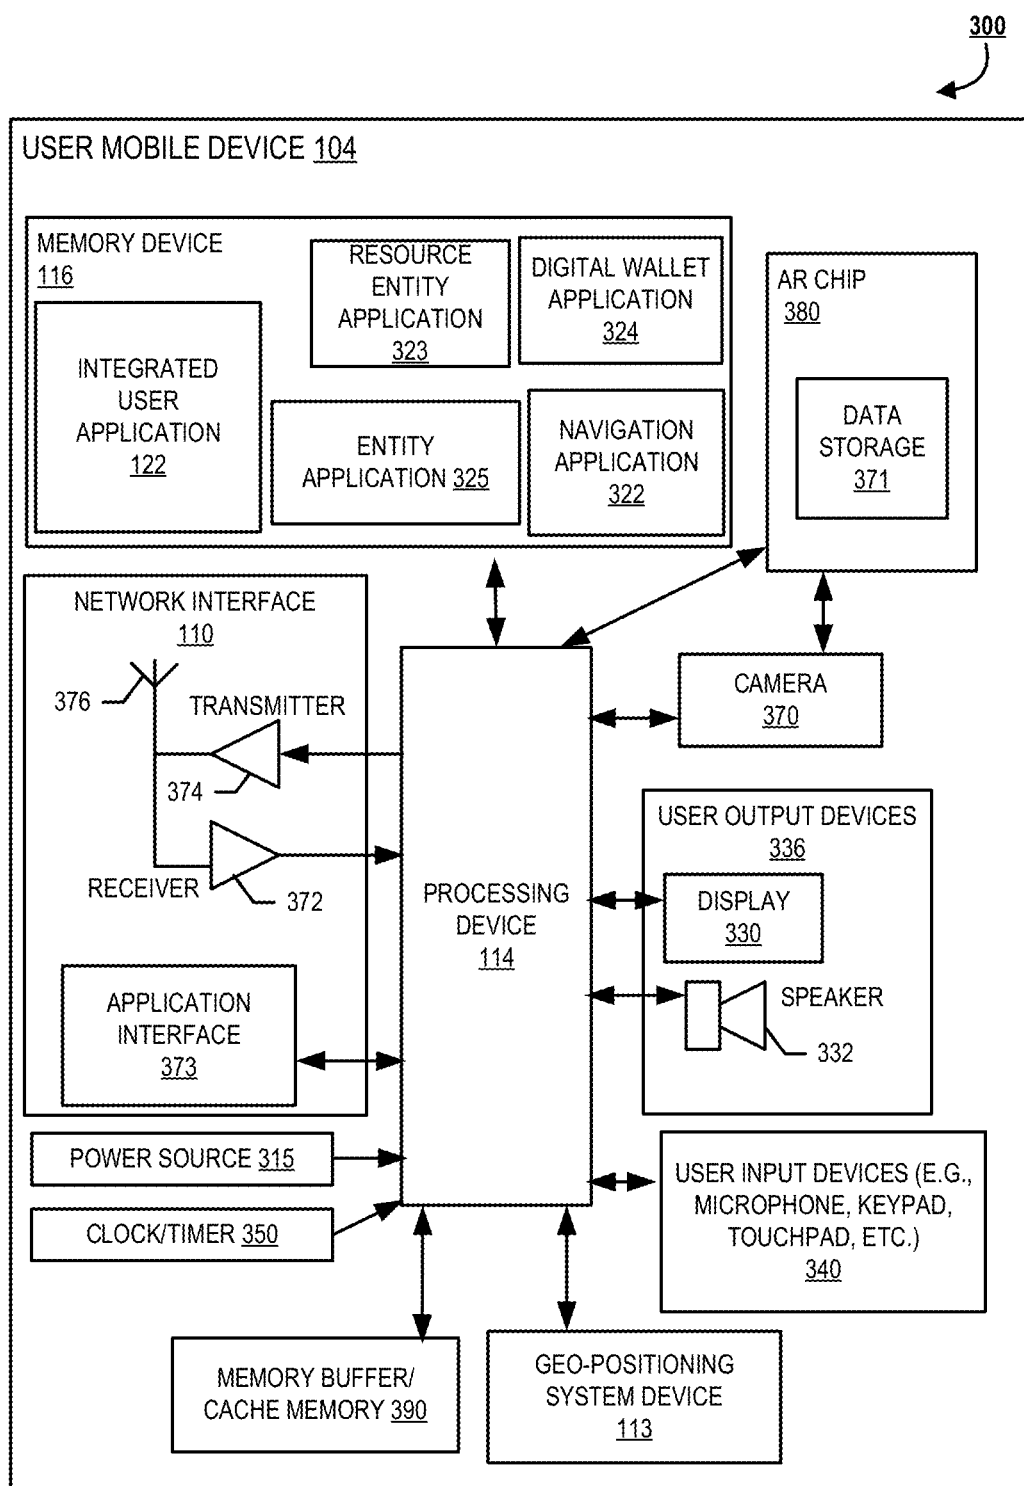 300
USER MOBILE DEVICE 104
MEMORY DEVICE
116
RESOURCE
ENTITY
APPLICATION
323
DIGITAL WALLET
APPLICATION
324
INTEGRATED
USER
APPLICATION
122
ENTITY
APPLICATION 325
NAVIGATION
APPLICATION
322
AR CHIP
380
DATA
STORAGE
371
NETWORK INTERFACE
110
376
TRANSMITTER
374
RECEIVER
372
APPLICATION
INTERFACE
373
PROCESSING
DEVICE
114
CAMERA
370
USER OUTPUT DEVICES
336
DISPLAY
330
SPEAKER
332
POWER SOURCE 315
CLOCK/TIMER 350
USER INPUT DEVICES (E.G.,
MICROPHONE, KEYPAD,
TOUCHPAD, ETC.)
340
MEMORY BUFFER/
CACHE MEMORY 390
GEO-POSITIONING
SYSTEM DEVICE
113